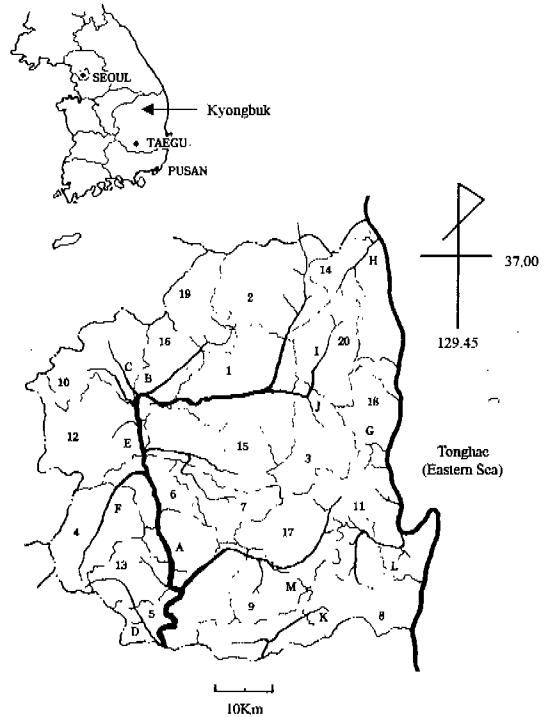 SEOUL
Kyongbuk
TAEGU
PUSAN
37,00
129.45
14
H
19
2
16
I
20
C
B
1
10
J
18
G
12
E
15
Tonghae
(Eastern Sea)
3
6
F
7
11
4
17
A
13
L
M
9
5
K
8
D
10Km